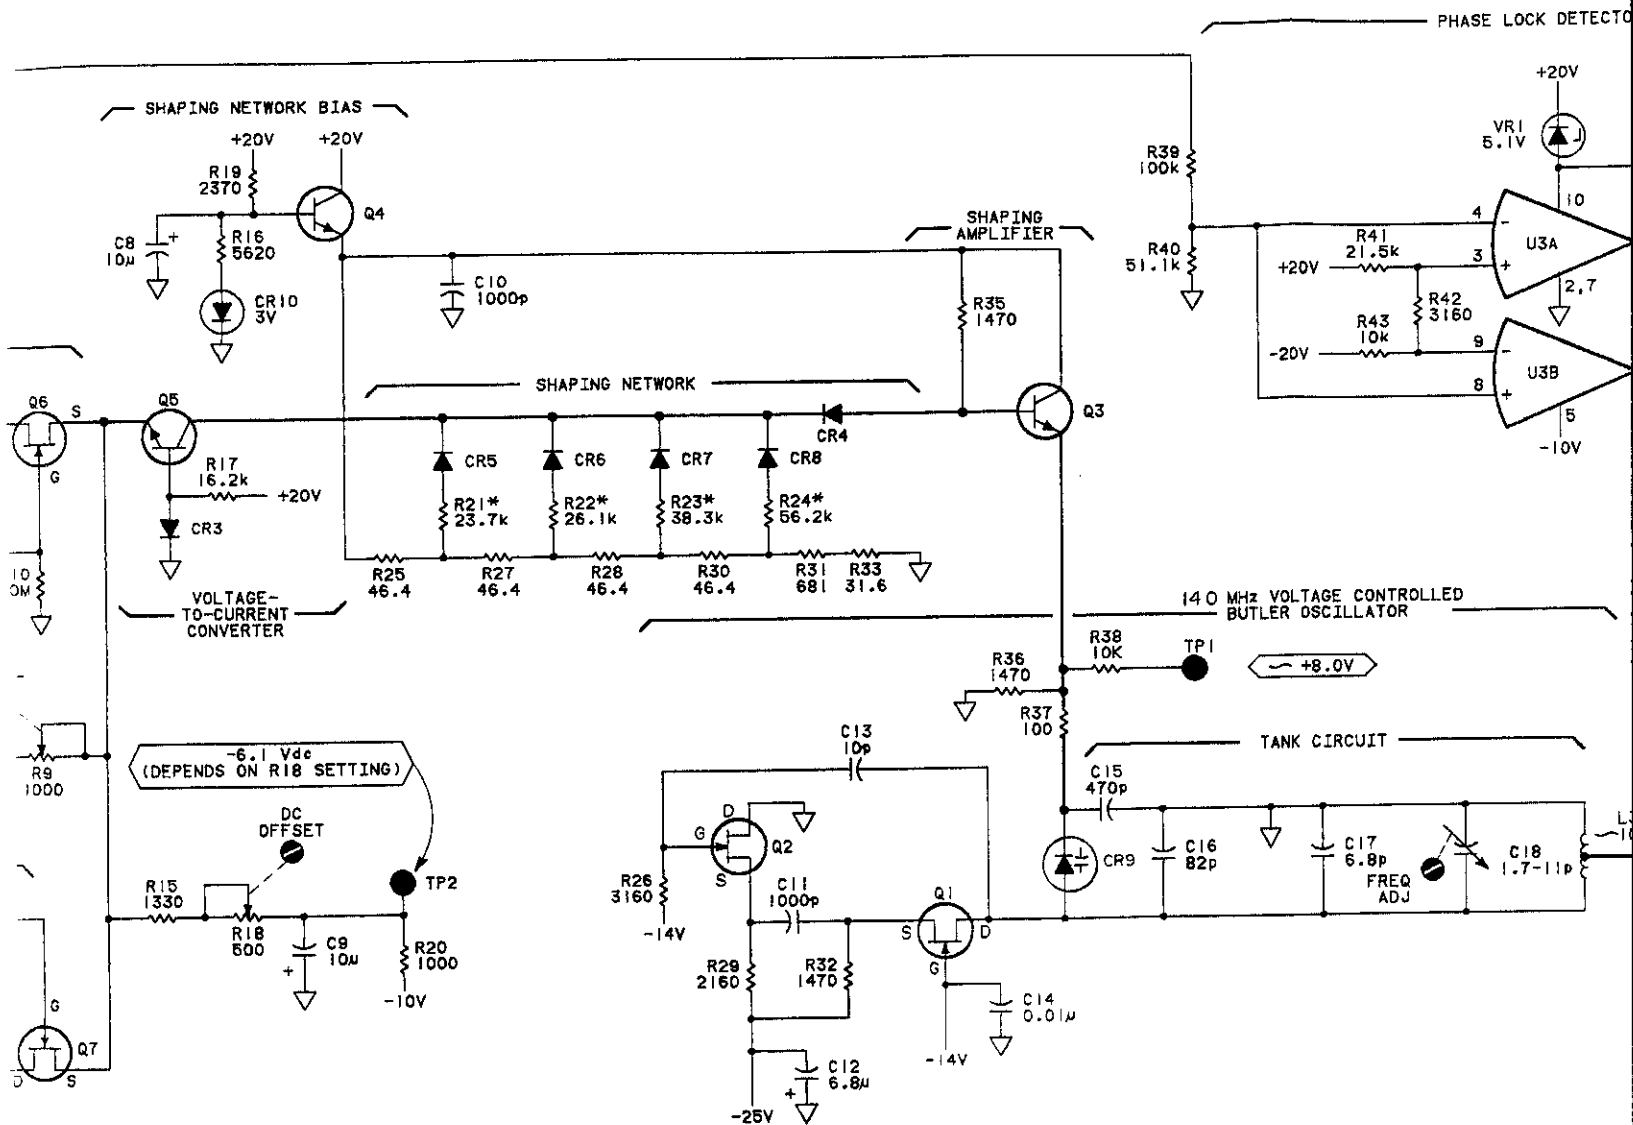 PHASE LOCK DETECTO
+20V
VR1
5.1V
SHAPING NETWORK BIAS
+20V
+20V
R19
2370
Q4
R16
5620
C8
10μ
+
CR10
3V
C10
1000p
SHAPING
AMPLIFIER
R35
1470
R39
100k
R40
51.1k
R41
21.5k
+20V
R42
3160
R43
10k
-20V
4
-
3
+
10
U3A
2,7
9
-
8
+
U3B
5
-10V
SHAPING NETWORK
Q6
S
G
Q5
R17
16.2k
+20V
CR3
CR4
Q3
CR5
CR6
CR7
CR8
R21*
23.7k
R22*
26.1k
R23*
38.3k
R24*
56.2k
R25
46.4
R27
46.4
R28
46.4
R30
46.4
R31
681
R33
31.6
10
0M
VOLTAGE-
TO-CURRENT
CONVERTER
140 MHz VOLTAGE CONTROLLED
BUTLER OSCILLATOR
R38
10K
TP1
~ +8.0V
R36
1470
R37
100
TANK CIRCUIT
R9
1000
-6.1 Vdc
(DEPENDS ON R18 SETTING)
DC
OFFSET
TP2
R15
1330
R18
500
C9
10μ
+
R20
1000
-10V
G
Q7
D
S
C13
10p
D
G
Q2
S
R26
3160
-14V
C11
1000p
R29
2160
R32
1470
S
Q1
D
G
C14
0.01μ
-14V
C12
6.8μ
+
-25V
C15
470p
CR9
C16
82p
C17
6.8p
FREQ
ADJ
C18
1.7-11p